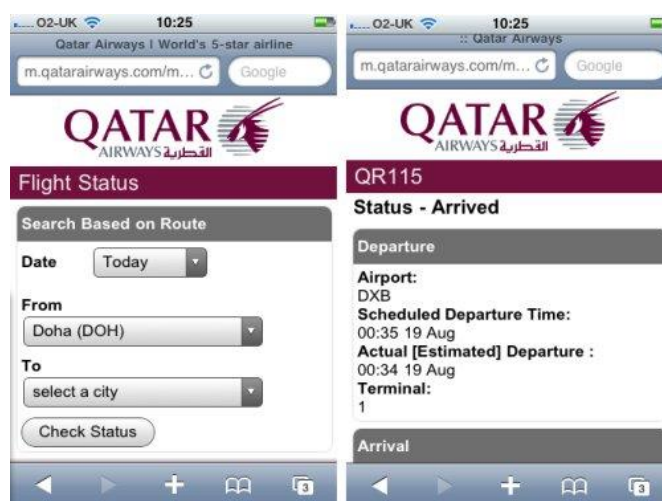 O2-UK 10:25
Qatar Airways | World's 5-star airline
m.qatarairways.com/m... Google
QATAR
AIRWAYS القطرية
Flight Status
Search Based on Route
Date Today
From
Doha (DOH)
To
select a city
Check Status
3
O2-UK 10:25
:: Qatar Airways
m.qatarairways.com/m... Google
QATAR
AIRWAYS القطرية
QR115
Status - Arrived
Departure
Airport:
DXB
Scheduled Departure Time:
00:35 19 Aug
Actual [Estimated] Departure :
00:34 19 Aug
Terminal:
1
Arrival
3